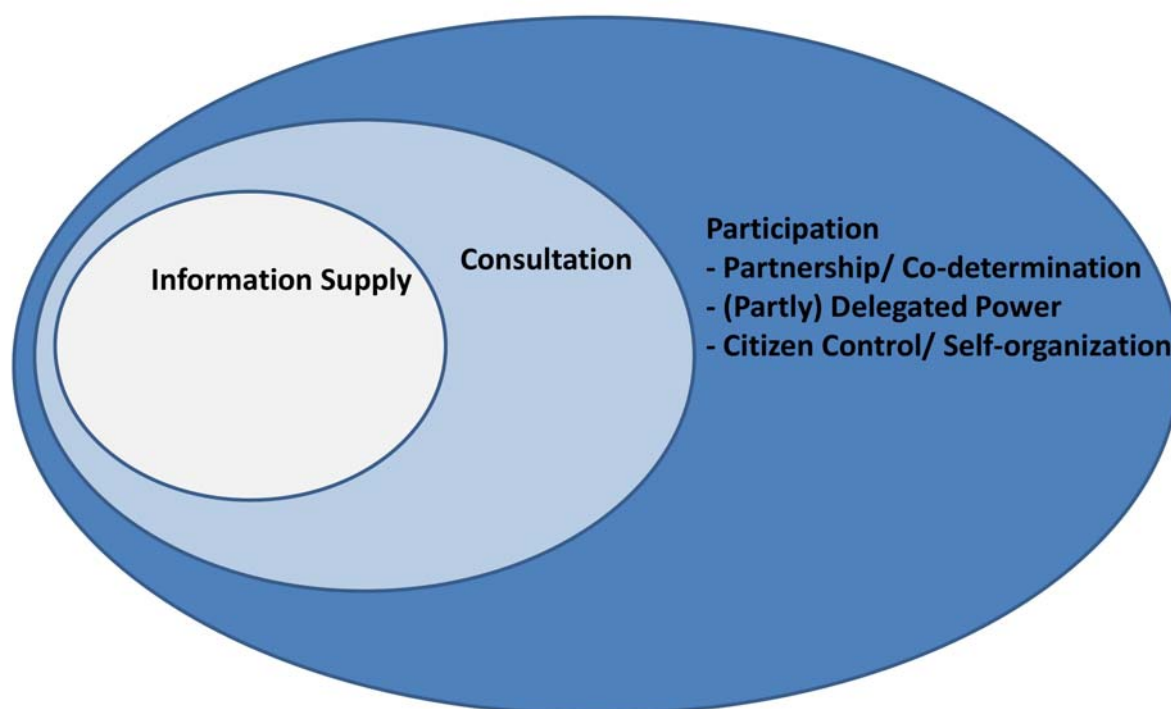 Information Supply
Consultation
Participation
- Partnership/ Co-determination
- (Partly) Delegated Power
- Citizen Control/ Self-organization